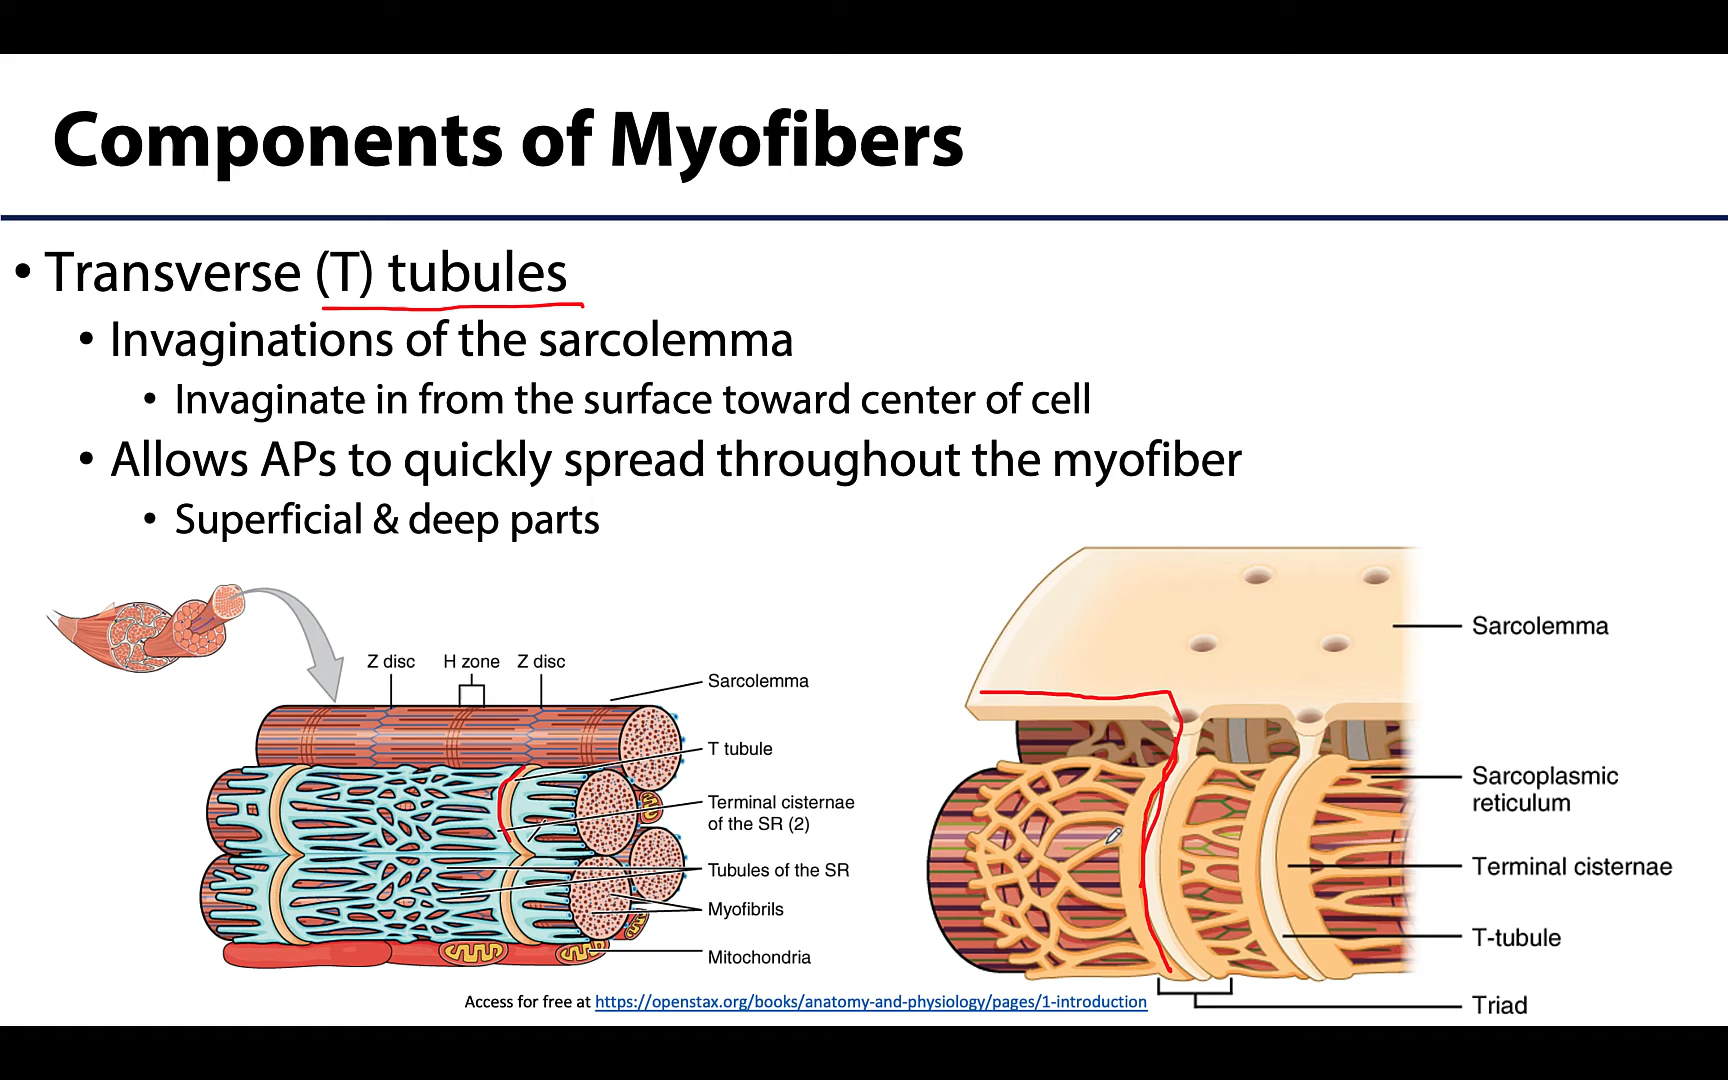 Components of Myofibers
• Transverse (T) tubules
• Invaginations of the sarcolemma
• Invaginate in from the surface toward center of cell
• Allows APs to quickly spread throughout the myofiber
• Superficial & deep parts
Z disc
H zone
Z disc
Sarcolemma
T tubule
Terminal cisternae
of the SR (2)
Tubules of the SR
Myofibrils
Mitochondria
Sarcolemma
Sarcoplasmic
reticulum
Terminal cisternae
T-tubule
Triad
Access for free at https://openstax.org/books/anatomy-and-physiology/pages/1-introduction